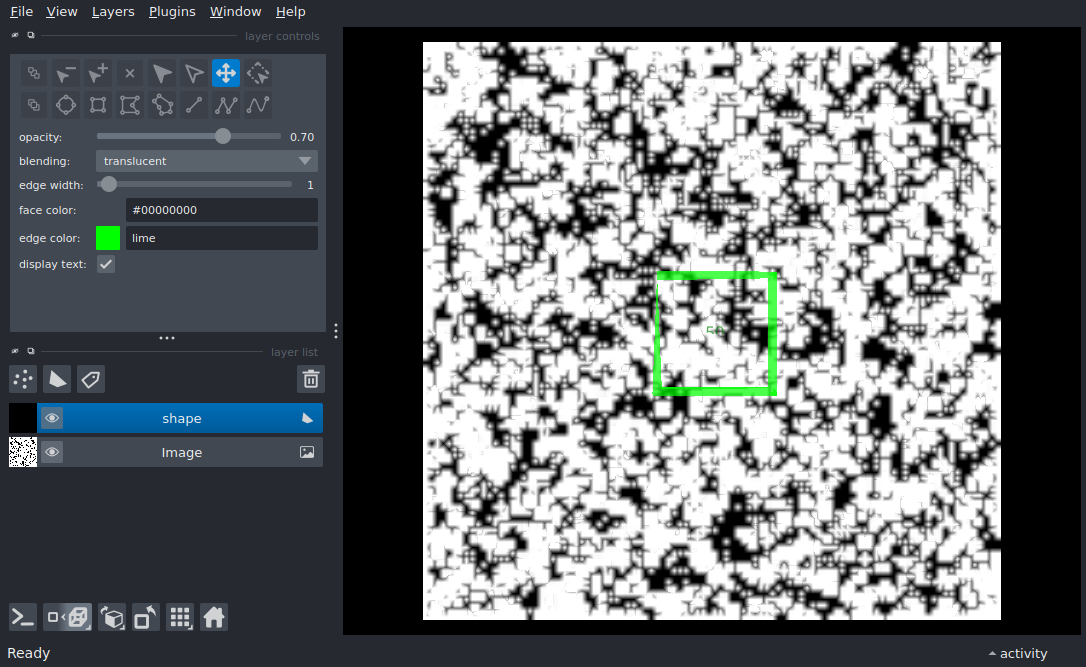 File View Layers Plugins Window Help
layer controls
opacity: 0.70
blending: translucent
edge width: 1
face color: #00000000
edge color: lime
display text:
layer list
shape
Image
Ready
activity